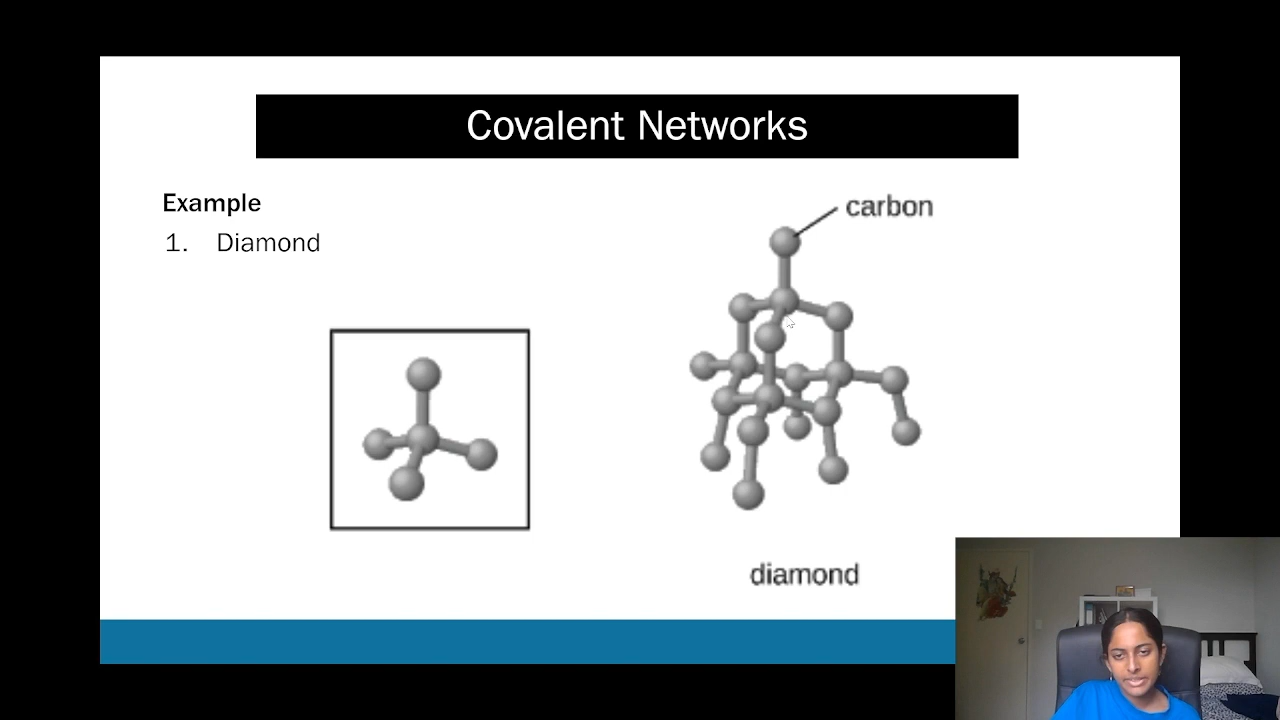 Covalent Networks
Example
1. Diamond
carbon
diamond